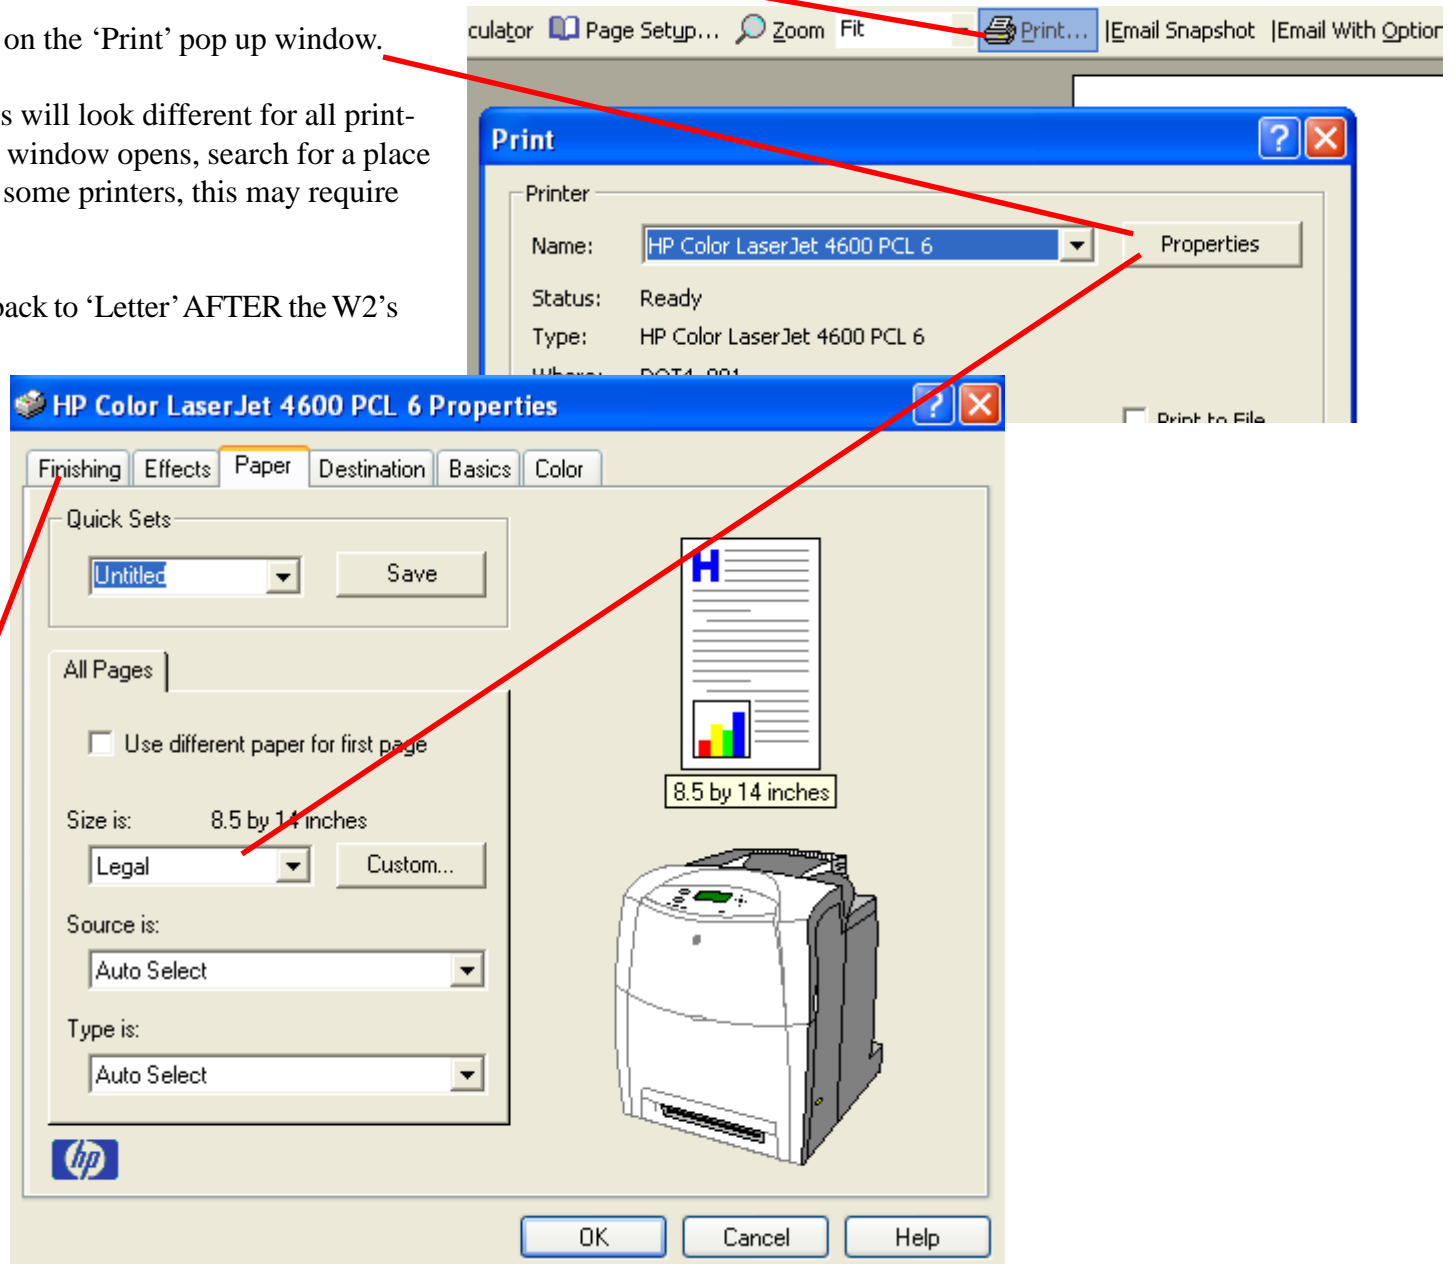 on the ‘Print’ pop up window.
s will look different for all print-
window opens, search for a place
some printers, this may require
back to ‘Letter’ AFTER the W2’s
culator Page Setup... Zoom Fit Print... |Email Snapshot |Email With Option
Print
Printer
Name: HP Color LaserJet 4600 PCL 6 Properties
Status: Ready
Type: HP Color LaserJet 4600 PCL 6
Where: DOT4_001
Print to File
HP Color LaserJet 4600 PCL 6 Properties
Finishing Effects Paper Destination Basics Color
Quick Sets
Untitled Save
All Pages
Use different paper for first page
Size is: 8.5 by 14 inches
Legal Custom...
Source is:
Auto Select
Type is:
Auto Select
H
8.5 by 14 inches
hp
OK Cancel Help